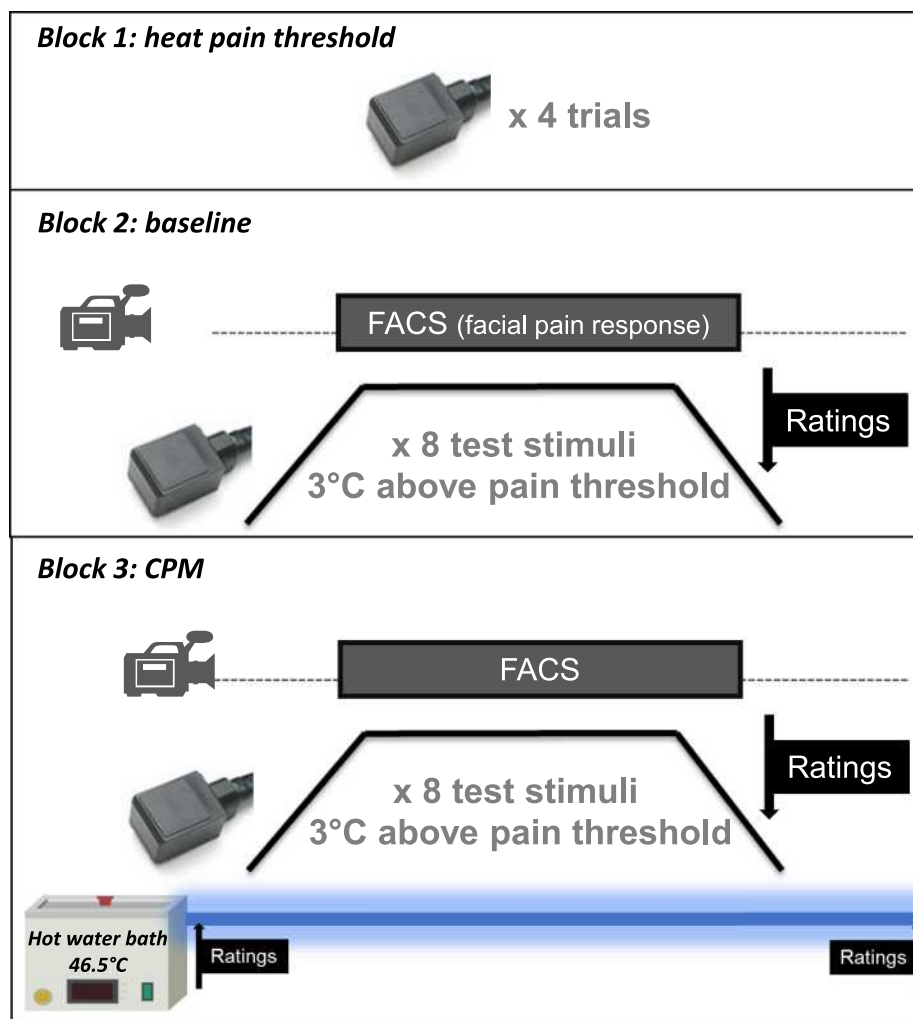 Block 1: heat pain threshold
x 4 trials
Block 2: baseline
FACS (facial pain response)
Ratings
x 8 test stimuli
3°C above pain threshold
Block 3: CPM
FACS
Ratings
x 8 test stimuli
3°C above pain threshold
Hot water bath
46.5°C
Ratings
Ratings